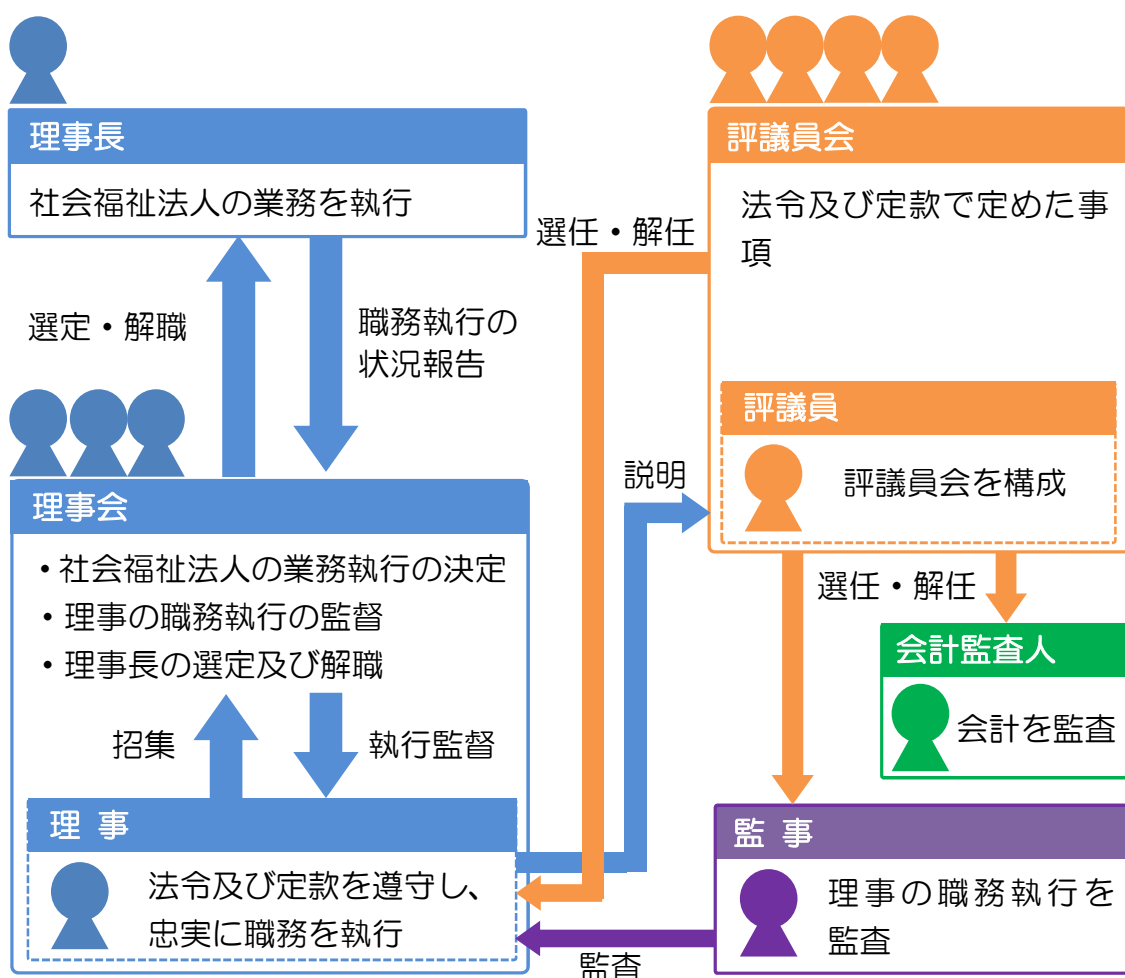 理事長
社会福祉法人の業務を執行
選定・解職
職務執行の
状況報告
理事会
・社会福祉法人の業務執行の決定
・理事の職務執行の監督
・理事長の選定及び解職
招集
執行監督
理 事
法令及び定款を遵守し、
忠実に職務を執行
選任・解任
説明
監査
評議員会
法令及び定款で定めた事
項
評議員
評議員会を構成
選任・解任
会計監査人
会計を監査
監 事
理事の職務執行を
監査